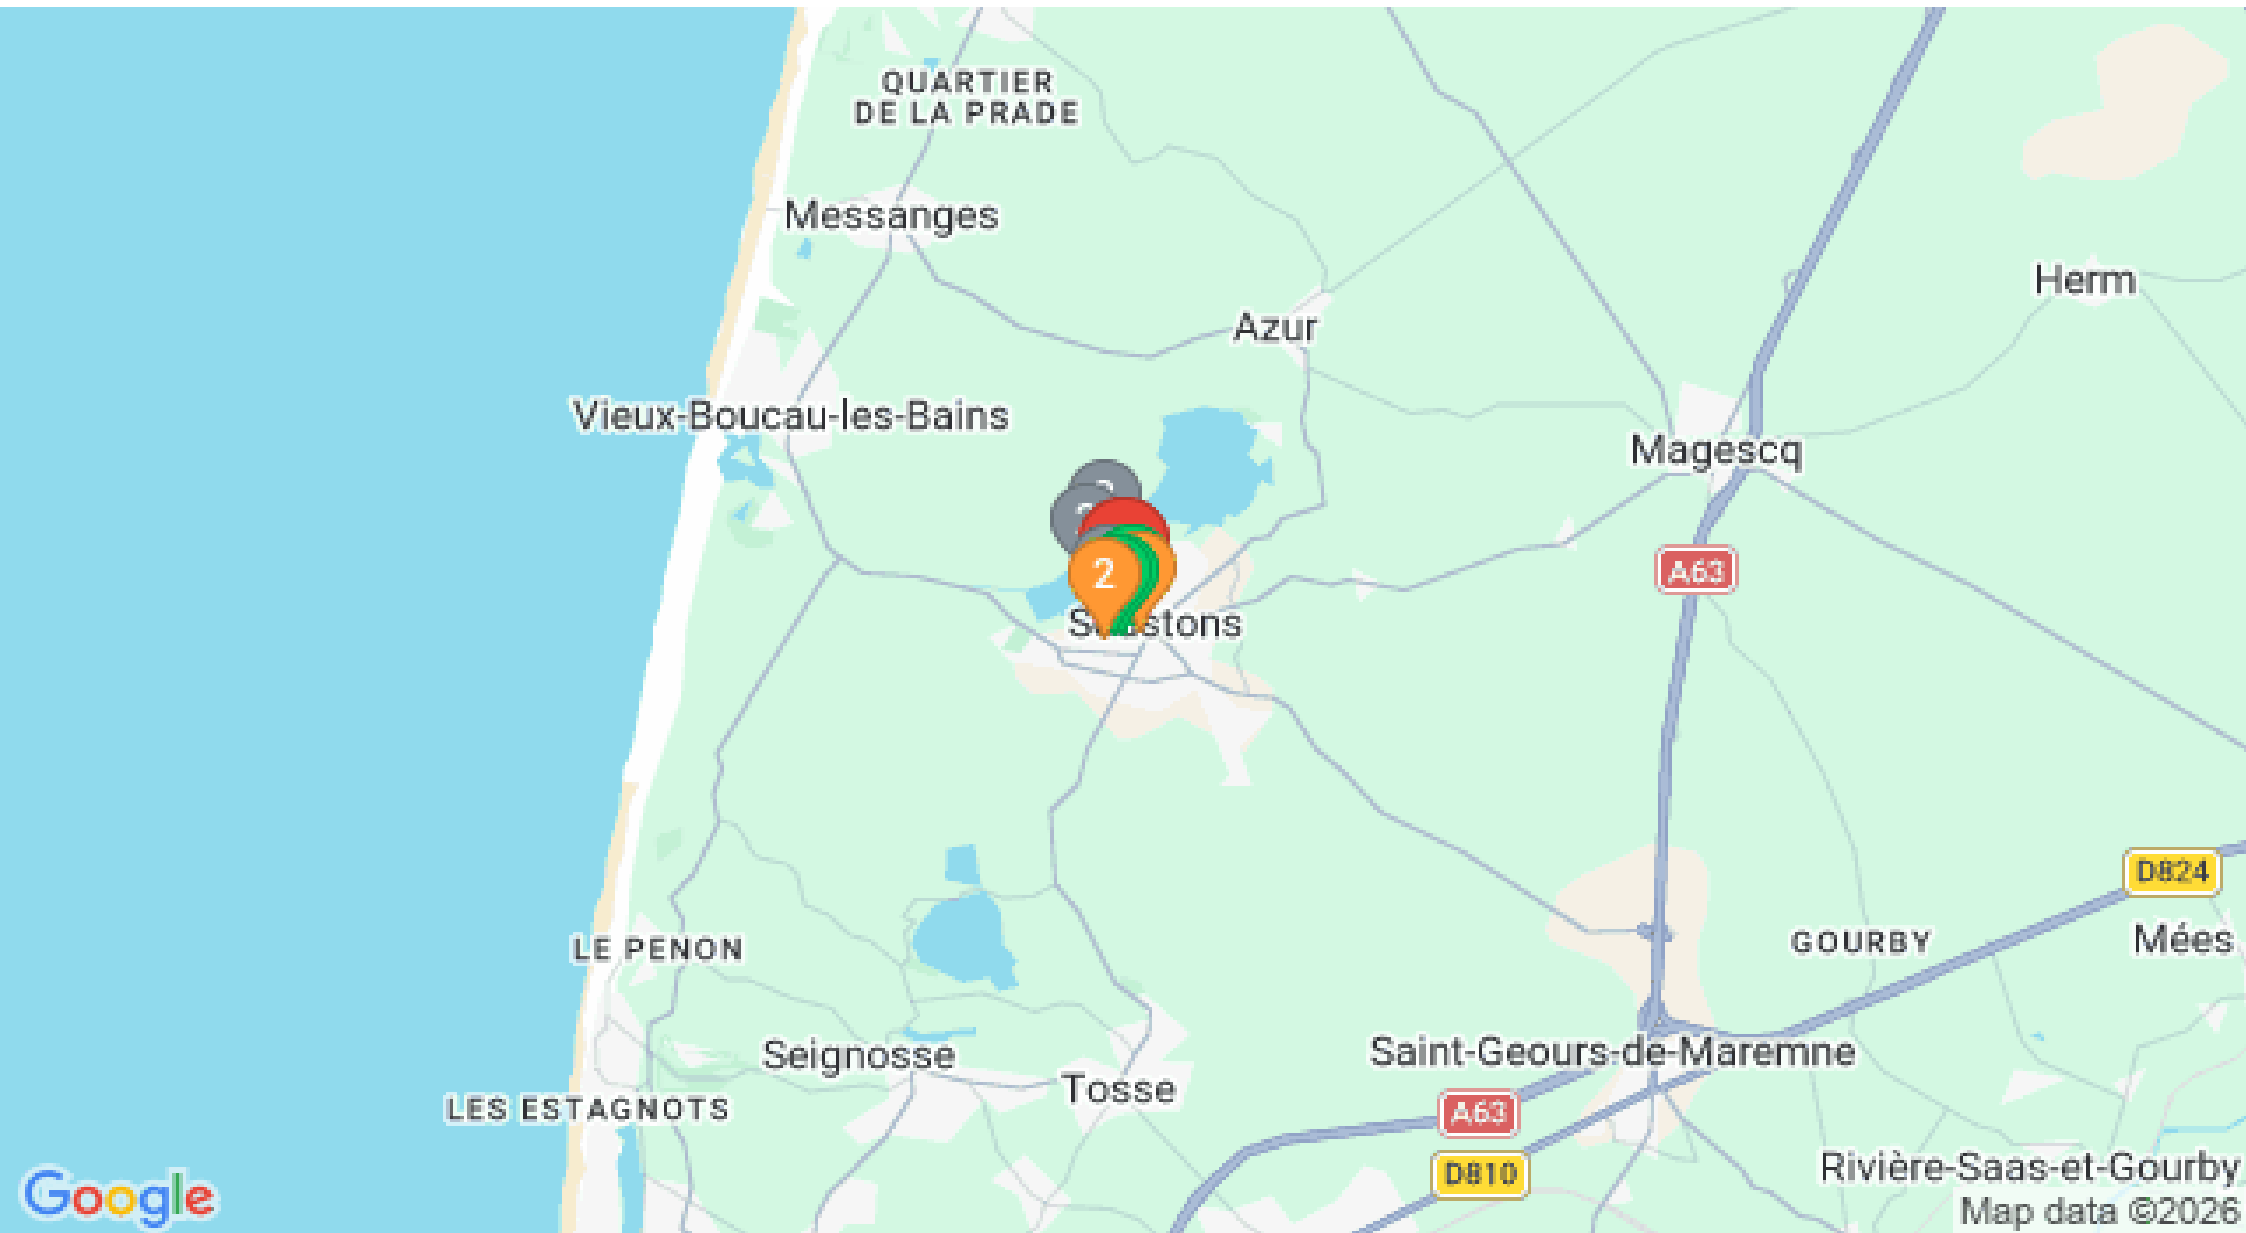 QUARTIER
DE LA PRADE
Messanges
Herm
Azur
Vieux-Boucau-les-Bains
Magescq
2
A63
D824
LE PENON
GOURBY
Mées
Seignosse
Saint-Geours-de-Maremne
Tosse
LES ESTAGNOTS
A63
D810
Rivière-Saas-et-Gourby
Google
Map data ©2026